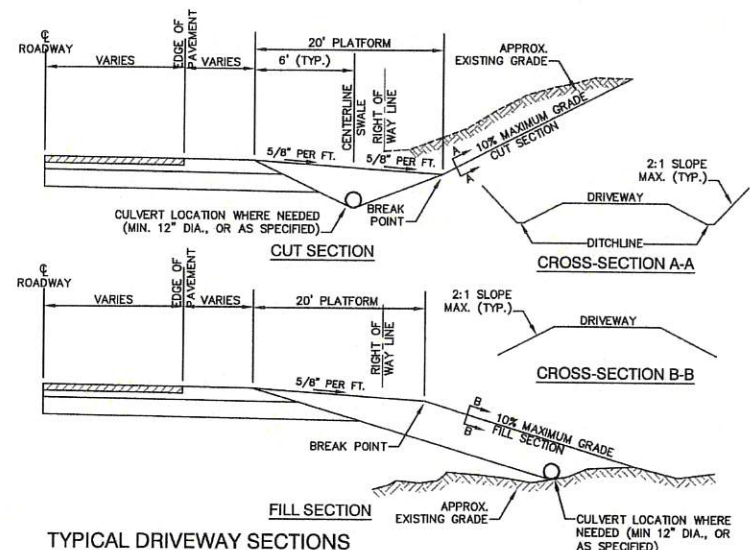 ℄
ROADWAY
VARIES
EDGE OF
PAVEMENT
VARIES
20' PLATFORM
6' (TYP.)
CENTERLINE
SWALE
RIGHT OF
WAY LINE
APPROX.
EXISTING GRADE
5/8" PER FT.
5/8" PER FT.
A
A
10% MAXIMUM GRADE
CUT SECTION
CULVERT LOCATION WHERE NEEDED
(MIN. 12" DIA., OR AS SPECIFIED)
BREAK
POINT
CUT SECTION
2:1 SLOPE
MAX. (TYP.)
DRIVEWAY
DITCHLINE
CROSS-SECTION A-A
℄
ROADWAY
VARIES
EDGE OF
PAVEMENT
VARIES
20' PLATFORM
RIGHT OF
WAY LINE
5/8" PER FT.
2:1 SLOPE
MAX. (TYP.)
DRIVEWAY
CROSS-SECTION B-B
BREAK POINT
B
B
10% MAXIMUM GRADE
FILL SECTION
FILL SECTION
APPROX.
EXISTING GRADE
CULVERT LOCATION WHERE
NEEDED (MIN 12" DIA., OR
AS SPECIFIED)
TYPICAL DRIVEWAY SECTIONS